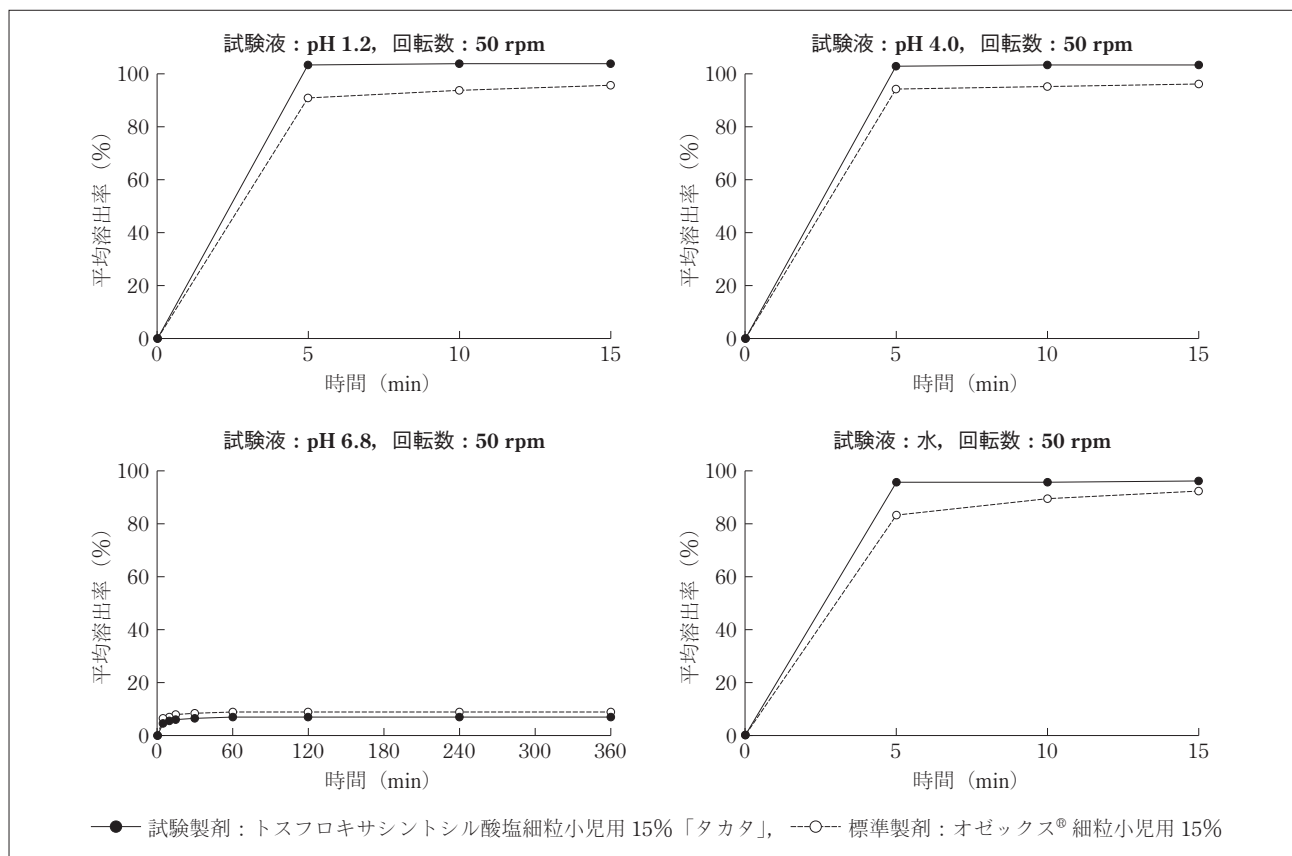 試験液：pH 1.2, 回転数：50 rpm
100
80
60
40
20
0
平均溶出率（%）
0 5 10 15
時間（min）
試験液：pH 4.0, 回転数：50 rpm
100
80
60
40
20
0
平均溶出率（%）
0 5 10 15
時間（min）
試験液：pH 6.8, 回転数：50 rpm
100
80
60
40
20
0
平均溶出率（%）
0 60 120 180 240 300 360
時間（min）
試験液：水, 回転数：50 rpm
100
80
60
40
20
0
平均溶出率（%）
0 5 10 15
時間（min）
試験製剤：トスフロキサシントシル酸塩細粒小児用 15%「タカタ」, 標準製剤：オゼックス® 細粒小児用 15%